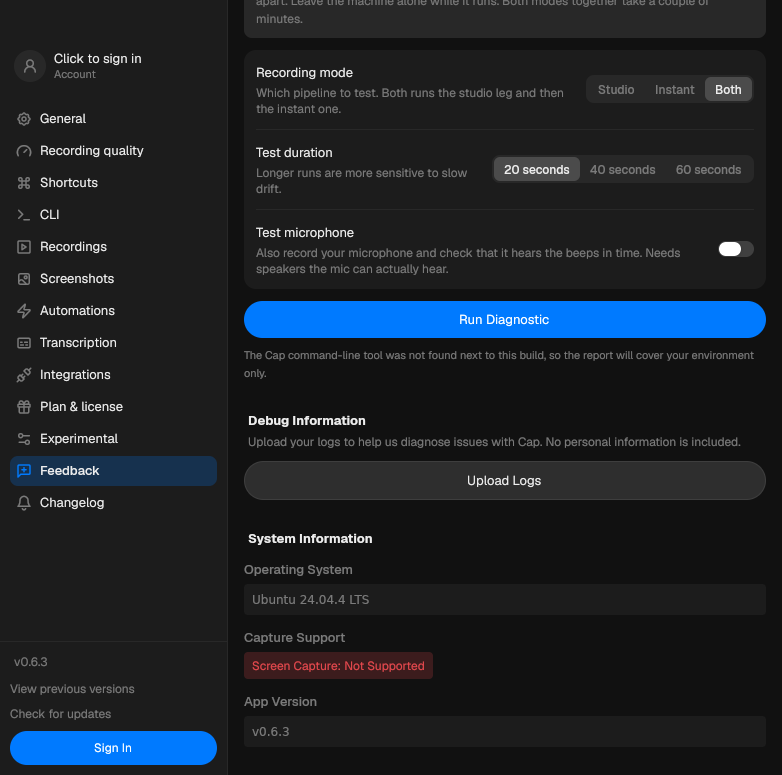 Click to sign in
Account
General
Recording quality
Shortcuts
CLI
Recordings
Screenshots
Automations
Transcription
Integrations
Plan & license
Experimental
Feedback
Changelog
v0.6.3
View previous versions
Check for updates
Sign In
apart. Leave the machine alone while it runs. Both modes together take a couple of
minutes.
Recording mode
Which pipeline to test. Both runs the studio leg and then
the instant one.
Studio Instant Both
Test duration
Longer runs are more sensitive to slow
drift.
20 seconds 40 seconds 60 seconds
Test microphone
Also record your microphone and check that it hears the beeps in time. Needs
speakers the mic can actually hear.
Run Diagnostic
The Cap command-line tool was not found next to this build, so the report will cover your environment
only.
Debug Information
Upload your logs to help us diagnose issues with Cap. No personal information is included.
Upload Logs
System Information
Operating System
Ubuntu 24.04.4 LTS
Capture Support
Screen Capture: Not Supported
App Version
v0.6.3